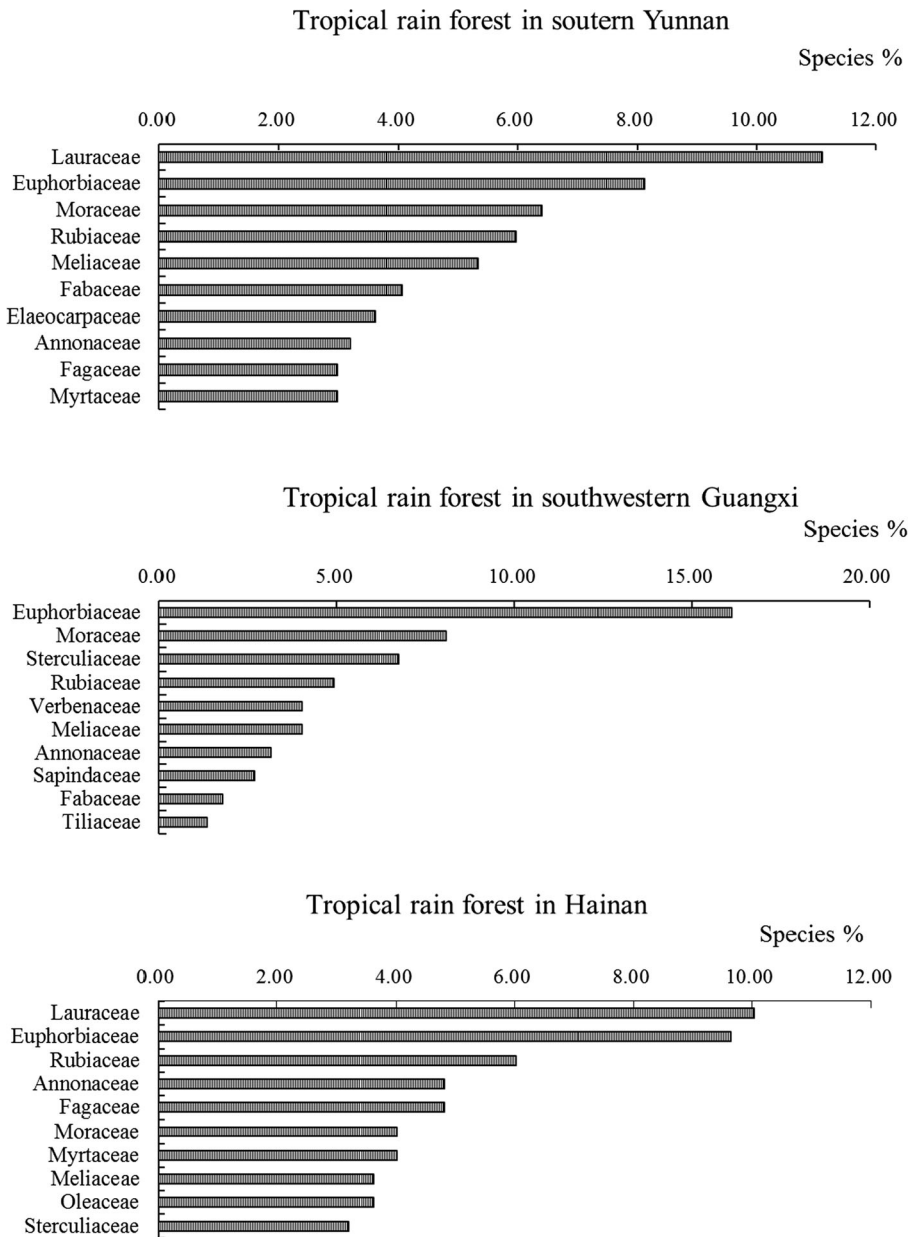 Tropical rain forest in soutern Yunnan
Species %
0.00 2.00 4.00 6.00 8.00 10.00 12.00
Lauraceae
Euphorbiaceae
Moraceae
Rubiaceae
Meliaceae
Fabaceae
Elaeocarpaceae
Annonaceae
Fagaceae
Myrtaceae
Tropical rain forest in southwestern Guangxi
Species %
0.00 5.00 10.00 15.00 20.00
Euphorbiaceae
Moraceae
Sterculiaceae
Rubiaceae
Verbenaceae
Meliaceae
Annonaceae
Sapindaceae
Fabaceae
Tiliaceae
Tropical rain forest in Hainan
Species %
0.00 2.00 4.00 6.00 8.00 10.00 12.00
Lauraceae
Euphorbiaceae
Rubiaceae
Annonaceae
Fagaceae
Moraceae
Myrtaceae
Meliaceae
Oleaceae
Sterculiaceae